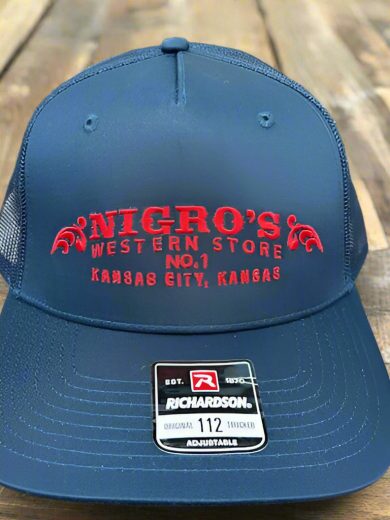 NIGRO'S
WESTERN STORE
NO.1
KANSAS CITY, KANSAS
EST. R 1970
RICHARDSON®
ORIGINAL 112 TRUCKER
ADJUSTABLE